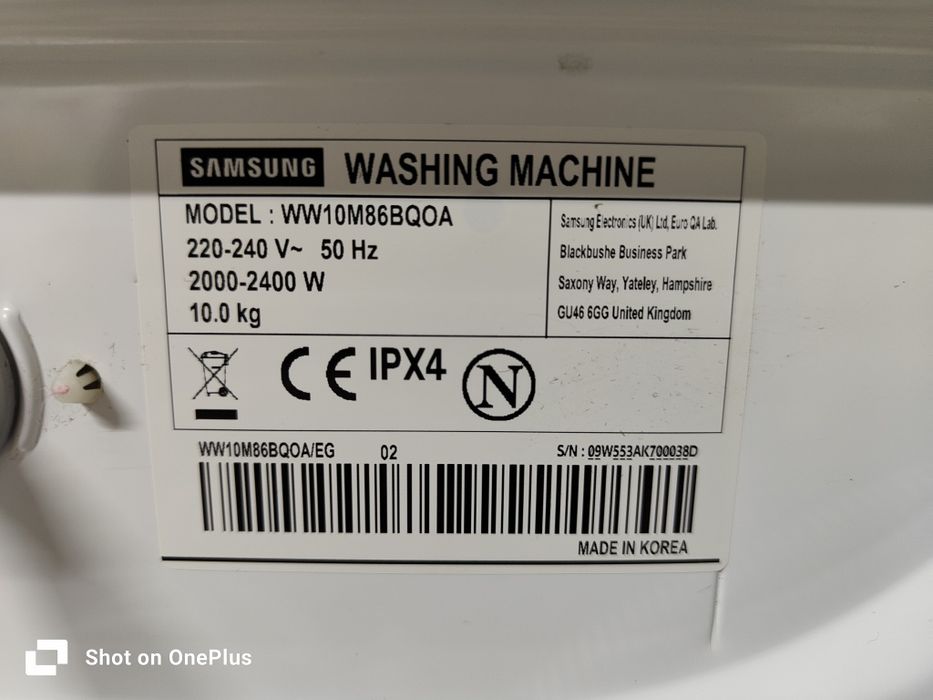 SAMSUNG WASHING MACHINE
MODEL : WW10M86BQOA
220-240 V~ 50 Hz
2000-2400 W
10.0 kg
Samsung Electronics (UK) Ltd, Euro QA Lab.
Blackbushe Business Park
Saxony Way, Yateley, Hampshire
GU46 6GG United Kingdom
CE IPX4 N
WW10M86BQOA/EG 02 S/N : 09W553AK700038D
MADE IN KOREA
Shot on OnePlus